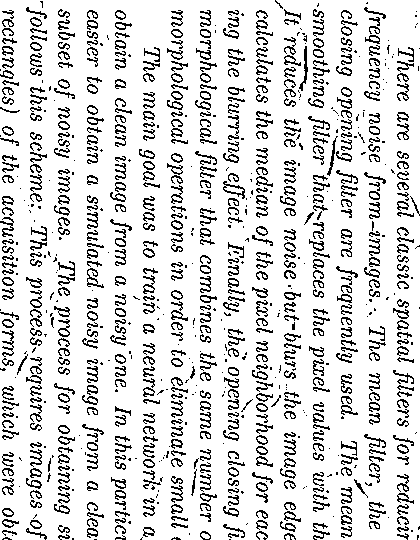 There are several classic spatial filters for reducin
frequency noise from images. The mean filter, the
closing opening filter are frequently used. The mean
smoothing filter that replaces the pixel values with th
It reduces the image noise but blurs the image edge
calculates the median of the pixel neighborhood for eac
ing the blurring effect. Finally, the opening closing fi
morphological filter that combines the same number o
morphological operations in order to eliminate small
The main goal was to train a neural network in a
obtain a clean image from a noisy one. In this particu
easier to obtain a simulated noisy image from a clea
subset of noisy images. The process for obtaining si
follows this scheme. This process requires images of
rectangles) of the acquisition forms, which were obt